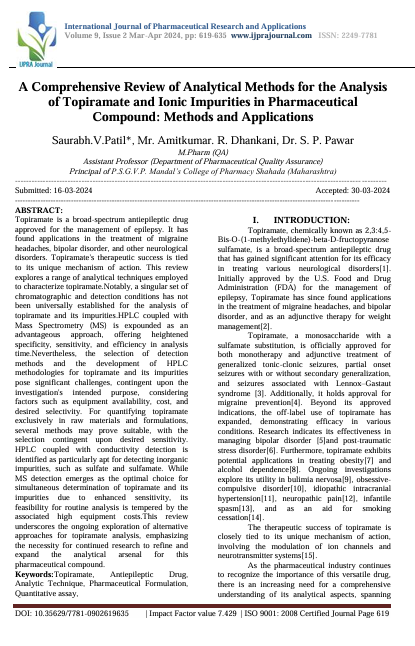 International Journal of Pharmaceutical Research and Applications
Volume 9, Issue 2 Mar-Apr 2024, pp: 619-635 www.ijprajournal.com ISSN: 2249-7781
IJPRA Journal
A Comprehensive Review of Analytical Methods for the Analysis
of Topiramate and Ionic Impurities in Pharmaceutical
Compound: Methods and Applications
Saurabh.V.Patil*, Mr. Amitkumar. R. Dhankani, Dr. S. P. Pawar
M.Pharm (QA)
Assistant Professor (Department of Pharmaceutical Quality Assurance)
Principal of P.S.G.V.P. Mandal's College of Pharmacy Shahada (Maharashtra)
Submitted: 16-03-2024 Accepted: 30-03-2024
ABSTRACT:
Topiramate is a broad-spectrum antiepileptic drug
approved for the management of epilepsy. It has
found applications in the treatment of migraine
headaches, bipolar disorder, and other neurological
disorders. Topiramate's therapeutic success is tied
to its unique mechanism of action. This review
explores a range of analytical techniques employed
to characterize topiramate.Notably, a singular set of
chromatographic and detection conditions has not
been universally established for the analysis of
topiramate and its impurities.HPLC coupled with
Mass Spectrometry (MS) is expounded as an
advantageous approach, offering heightened
specificity, sensitivity, and efficiency in analysis
time.Nevertheless, the selection of detection
methods and the development of HPLC
methodologies for topiramate and its impurities
pose significant challenges, contingent upon the
investigation's intended purpose, considering
factors such as equipment availability, cost, and
desired selectivity. For quantifying topiramate
exclusively in raw materials and formulations,
several methods may prove suitable, with the
selection contingent upon desired sensitivity.
HPLC coupled with conductivity detection is
identified as particularly apt for detecting inorganic
impurities, such as sulfate and sulfamate. While
MS detection emerges as the optimal choice for
simultaneous determination of topiramate and its
impurities due to enhanced sensitivity, its
feasibility for routine analysis is tempered by the
associated high equipment costs.This review
underscores the ongoing exploration of alternative
approaches for topiramate analysis, emphasizing
the necessity for continued research to refine and
expand the analytical arsenal for this
pharmaceutical compound.
Keywords:Topiramate, Antiepileptic Drug,
Analytic Technique, Pharmaceutical Formulation,
Quantitative assay,
I. INTRODUCTION:
Topiramate, chemically known as 2,3:4,5-
Bis-O-(1-methylethylidene)-beta-D-fructopyranose
sulfamate, is a broad-spectrum antiepileptic drug
that has gained significant attention for its efficacy
in treating various neurological disorders[1].
Initially approved by the U.S. Food and Drug
Administration (FDA) for the management of
epilepsy, Topiramate has since found applications
in the treatment of migraine headaches, and bipolar
disorder, and as an adjunctive therapy for weight
management[2].
Topiramate, a monosaccharide with a
sulfamate substitution, is officially approved for
both monotherapy and adjunctive treatment of
generalized tonic-clonic seizures, partial onset
seizures with or without secondary generalization,
and seizures associated with Lennox–Gastaut
syndrome [3]. Additionally, it holds approval for
migraine prevention[4]. Beyond its approved
indications, the off-label use of topiramate has
expanded, demonstrating efficacy in various
conditions. Research indicates its effectiveness in
managing bipolar disorder [5]and post-traumatic
stress disorder[6]. Furthermore, topiramate exhibits
potential applications in treating obesity[7] and
alcohol dependence[8]. Ongoing investigations
explore its utility in bulimia nervosa[9], obsessive-
compulsive disorder[10], idiopathic intracranial
hypertension[11], neuropathic pain[12], infantile
spasm[13], and as an aid for smoking
cessation[14].
The therapeutic success of topiramate is
closely tied to its unique mechanism of action,
involving the modulation of ion channels and
neurotransmitter systems[15].
As the pharmaceutical industry continues
to recognize the importance of this versatile drug,
there is an increasing need for a comprehensive
understanding of its analytical aspects, spanning
DOI: 10.35629/7781-0902619635 | Impact Factor value 7.429 | ISO 9001: 2008 Certified Journal Page 619